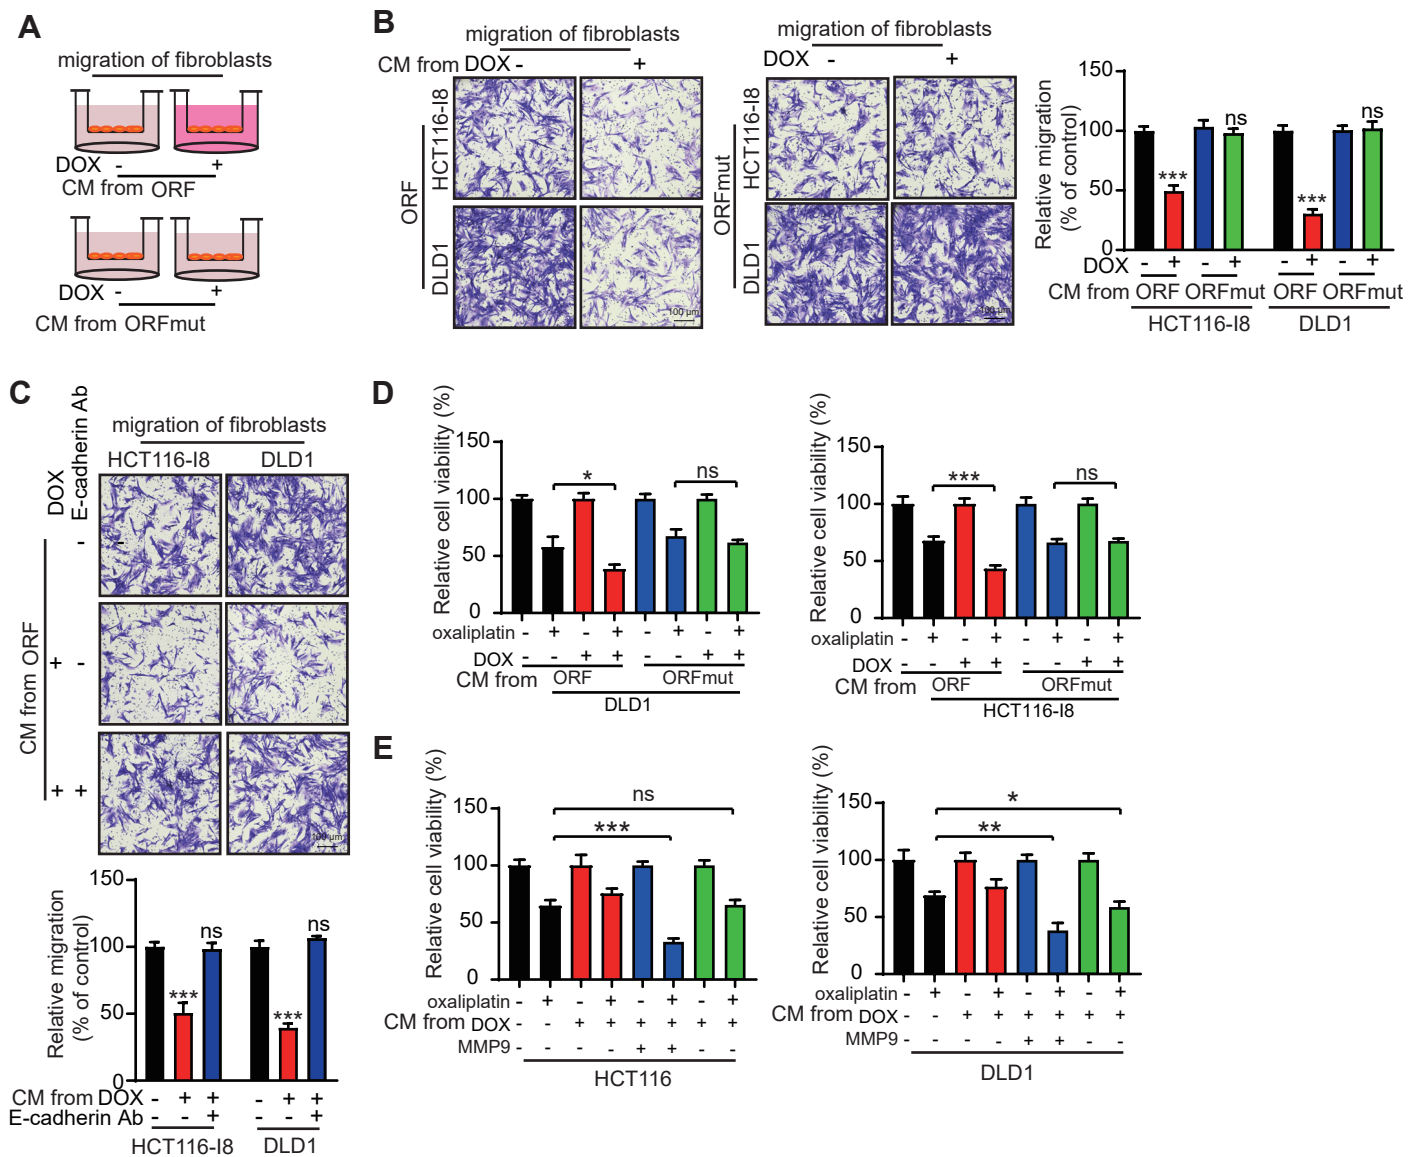 A
migration of fibroblasts
DOX - +
CM from ORF
DOX - +
CM from ORFmut
B
migration of fibroblasts
CM from DOX - +
ORF
HCT116-I8
DLD1
100 µm
migration of fibroblasts
DOX - +
ORFmut
HCT116-I8
DLD1
100 µm
Relative migration
(% of control)
150
100
50
0
*** ns *** ns
DOX - + - + - + - +
CM from ORF ORFmut ORF ORFmut
HCT116-I8 DLD1
C
migration of fibroblasts
DOX
E-cadherin Ab
HCT116-I8 DLD1
CM from ORF
- -
+ -
+ +
100 µm
Relative migration
(% of control)
150
100
50
0
*** ns *** ns
CM from DOX - + + - + +
E-cadherin Ab - - + - - +
HCT116-I8 DLD1
D
Relative cell viability (%)
150
100
50
0
* ns
oxaliplatin - + - + - + - +
DOX - - + + - - + +
CM from ORF ORFmut
DLD1
Relative cell viability (%)
150
100
50
0
*** ns
oxaliplatin - + - + - + - +
DOX - - + + - - + +
CM from ORF ORFmut
HCT116-I8
E
Relative cell viability (%)
150
100
50
0
ns
***
oxaliplatin - + - + - + - +
CM from DOX - - + + + + + +
MMP9 - - - - + + - -
HCT116
Relative cell viability (%)
150
100
50
0
*
**
oxaliplatin - + - + - + - +
CM from DOX - - + + + + + +
MMP9 - - - - + + - -
DLD1